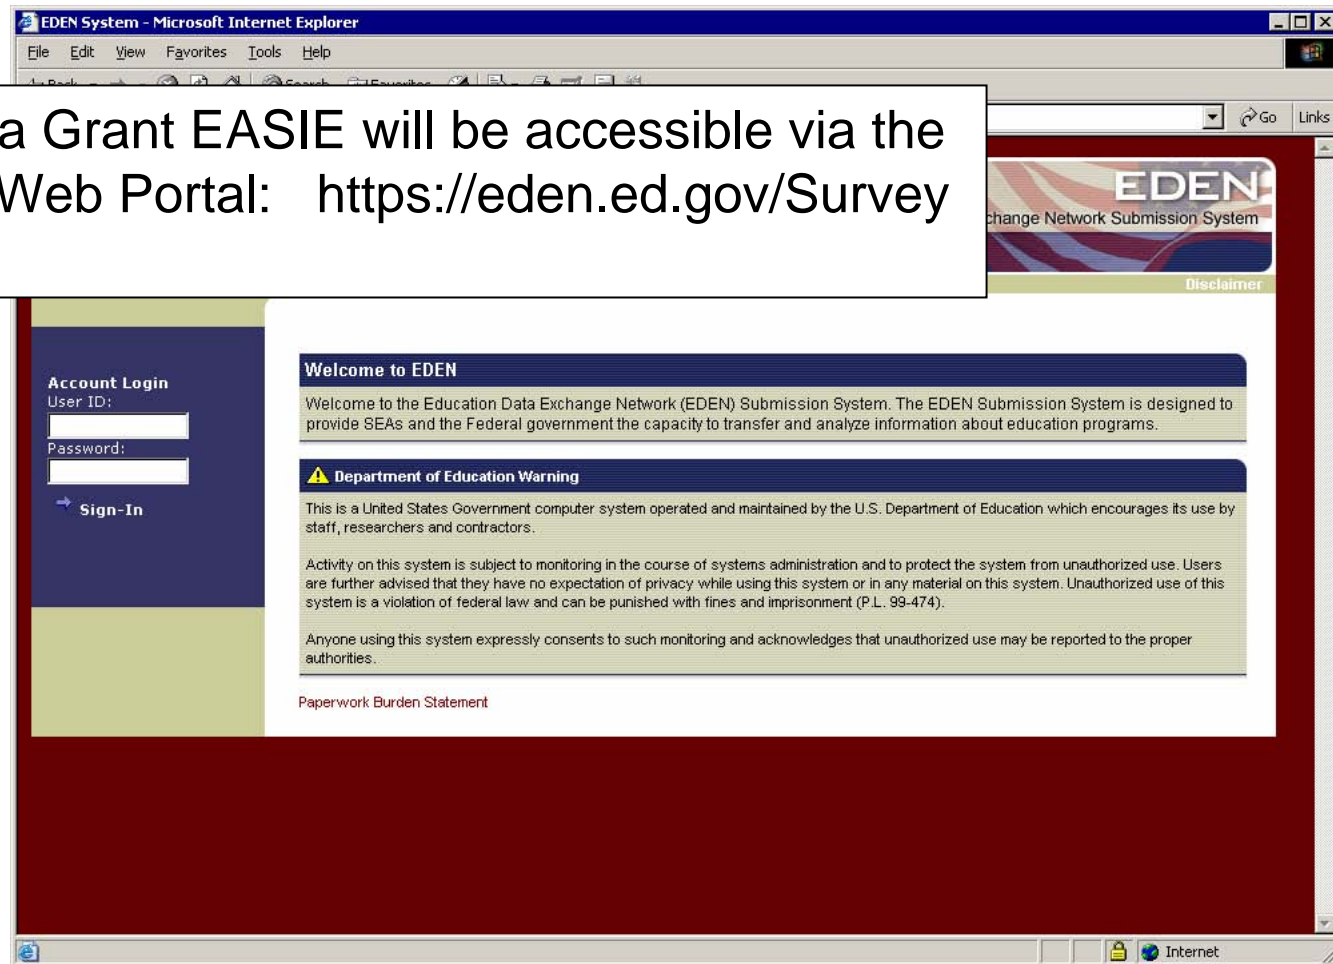 EDEN System - Microsoft Internet Explorer
File Edit View Favorites Tools Help
Back Search Favorites
a Grant EASIE will be accessible via the
Web Portal: https://eden.ed.gov/Survey
Go Links
EDEN
change Network Submission System
Disclaimer
Account Login
User ID:
Password:
Sign-In
Welcome to EDEN
Welcome to the Education Data Exchange Network (EDEN) Submission System. The EDEN Submission System is designed to
provide SEAs and the Federal government the capacity to transfer and analyze information about education programs.
Department of Education Warning
This is a United States Government computer system operated and maintained by the U.S. Department of Education which encourages its use by
staff, researchers and contractors.
Activity on this system is subject to monitoring in the course of systems administration and to protect the system from unauthorized use. Users
are further advised that they have no expectation of privacy while using this system or in any material on this system. Unauthorized use of this
system is a violation of federal law and can be punished with fines and imprisonment (P.L. 99-474).
Anyone using this system expressly consents to such monitoring and acknowledges that unauthorized use may be reported to the proper
authorities.
Paperwork Burden Statement
Internet